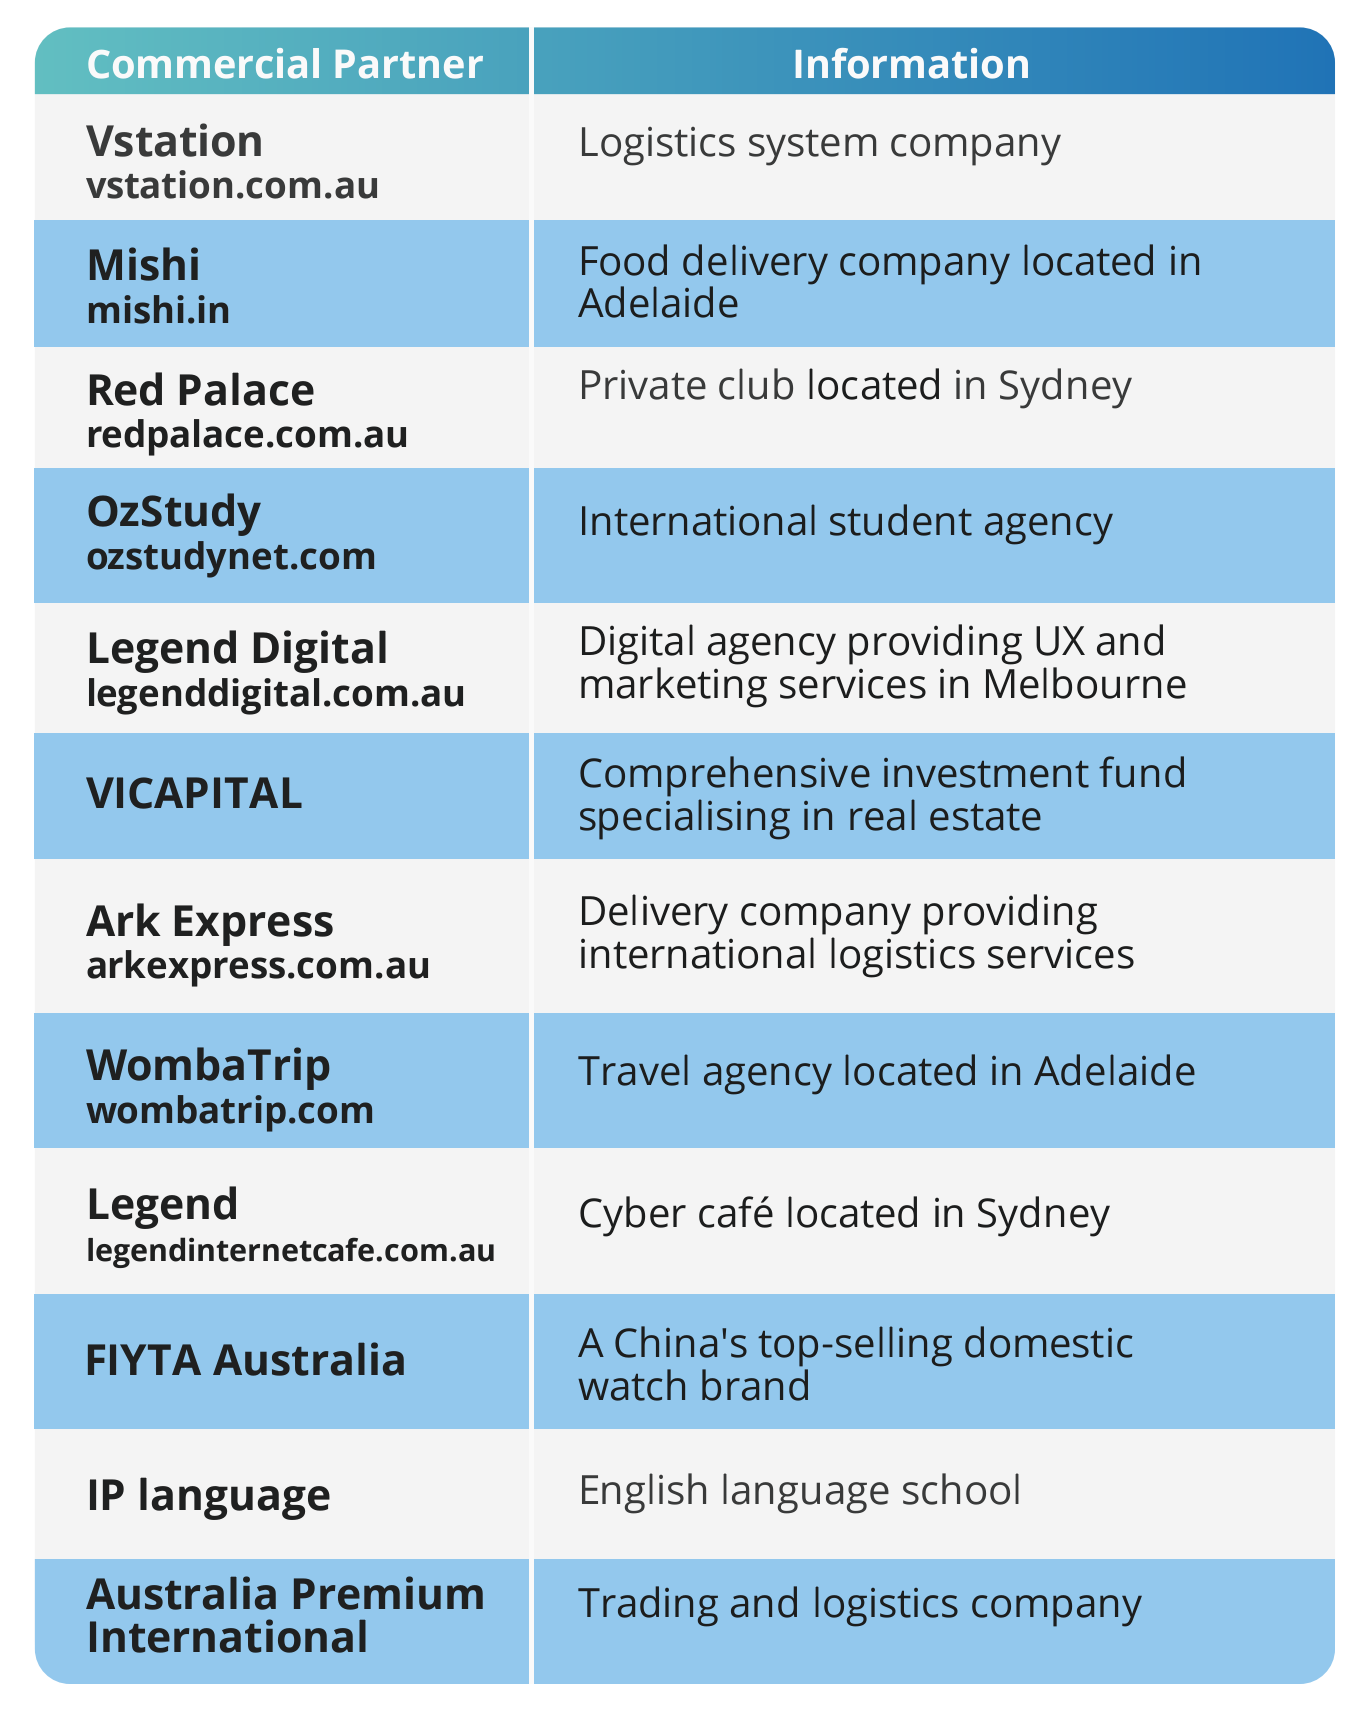 Commercial Partner
Information
Vstation
vstation.com.au
Logistics system company
Mishi
mishi.in
Food delivery company located in
Adelaide
Red Palace
redpalace.com.au
Private club located in Sydney
OzStudy
ozstudynet.com
International student agency
Legend Digital
legenddigital.com.au
Digital agency providing UX and
marketing services in Melbourne
VICAPITAL
Comprehensive investment fund
specialising in real estate
Ark Express
arkexpress.com.au
Delivery company providing
international logistics services
WombaTrip
wombatrip.com
Travel agency located in Adelaide
Legend
legendinternetcafe.com.au
Cyber café located in Sydney
FIYTA Australia
A China's top-selling domestic
watch brand
IP language
English language school
Australia Premium
International
Trading and logistics company